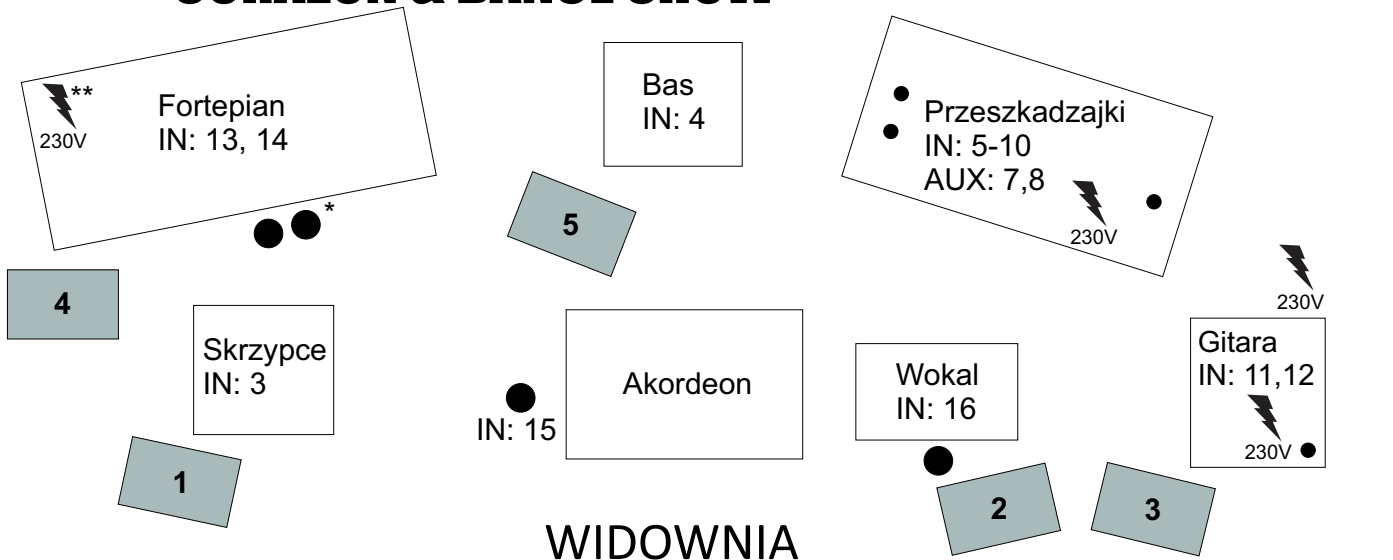 **
230V
Fortepian
IN: 13, 14
*
Bas
IN: 4
Przeszkadzajki
IN: 5-10
AUX: 7,8
230V
230V
5
4
Skrzypce
IN: 3
IN: 15
Akordeon
Wokal
IN: 16
Gitara
IN: 11,12
230V
1
2
3
WIDOWNIA